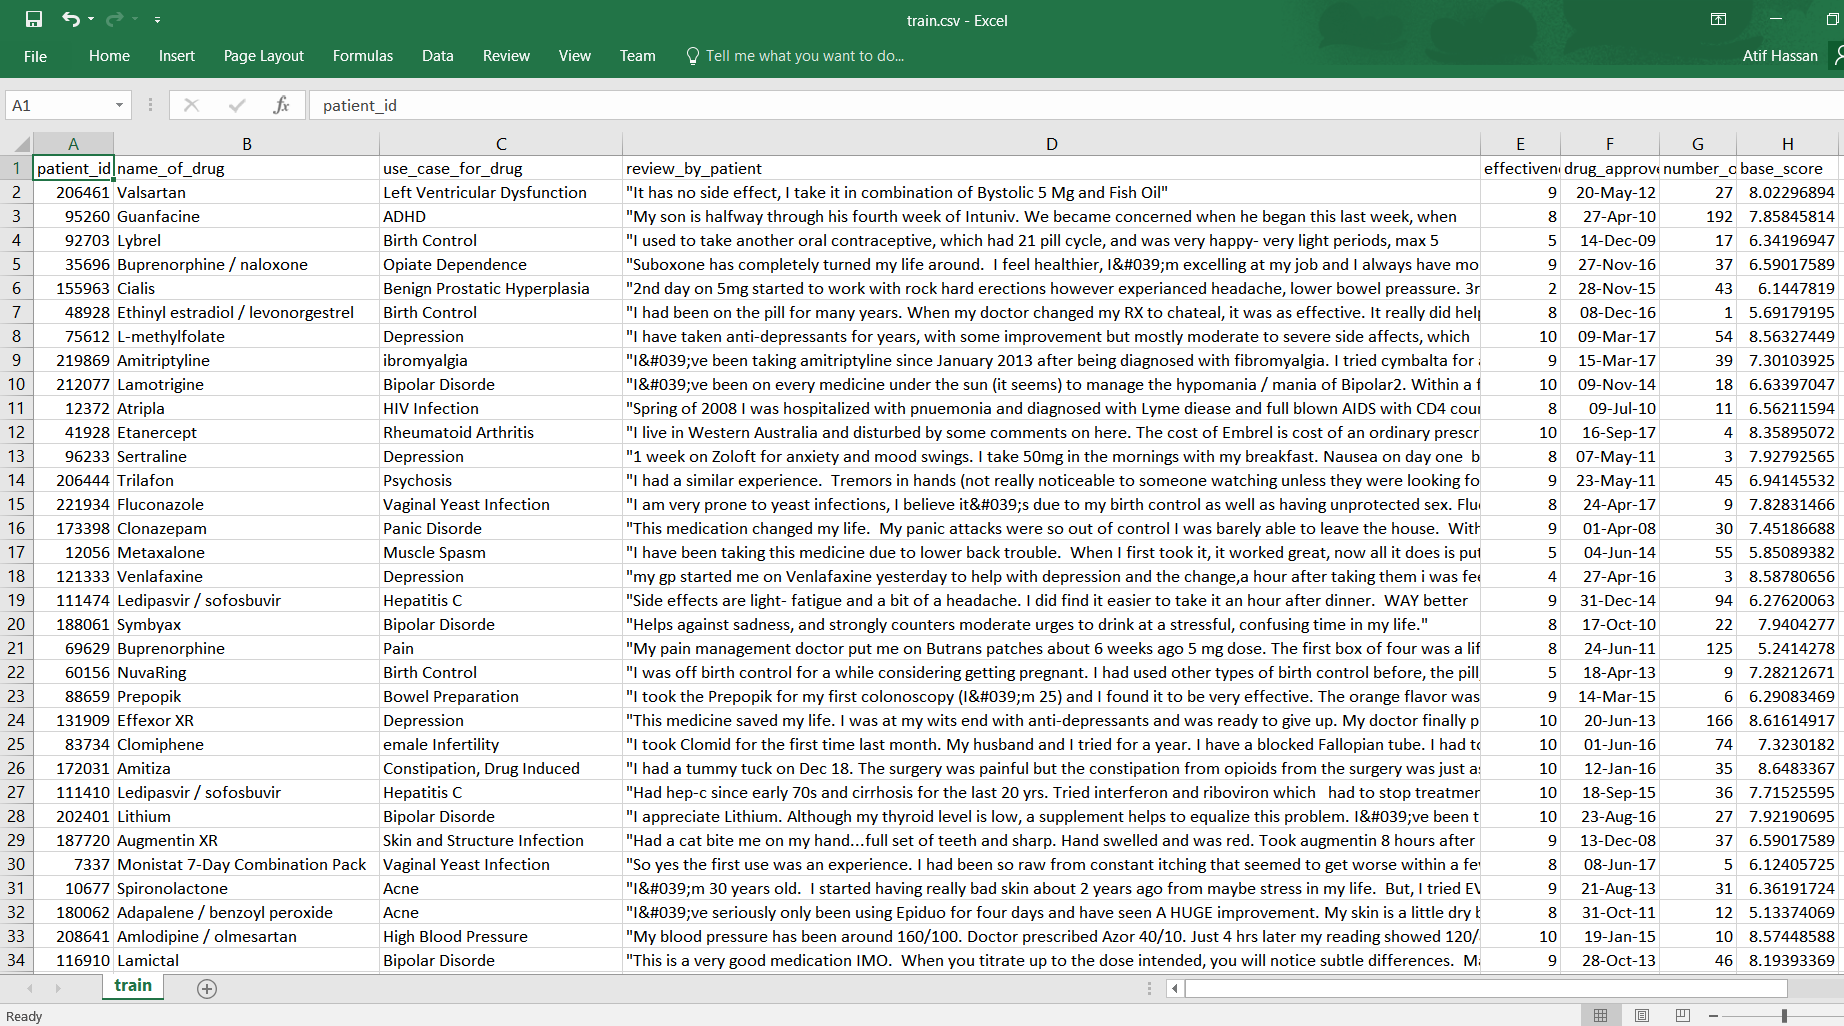 train.csv - Excel
File Home Insert Page Layout Formulas Data Review View Team Tell me what you want to do... Atif Hassan
A1 fx patient_id
A B C D E F G H
1 patient_id name_of_drug use_case_for_drug review_by_patient effectiven drug_approve number_o base_score
2 206461 Valsartan Left Ventricular Dysfunction "It has no side effect, I take it in combination of Bystolic 5 Mg and Fish Oil" 9 20-May-12 27 8.02296894
3 95260 Guanfacine ADHD "My son is halfway through his fourth week of Intuniv. We became concerned when he began this last week, when 8 27-Apr-10 192 7.85845814
4 92703 Lybrel Birth Control "I used to take another oral contraceptive, which had 21 pill cycle, and was very happy- very light periods, max 5 5 14-Dec-09 17 6.34196947
5 35696 Buprenorphine / naloxone Opiate Dependence "Suboxone has completely turned my life around.  I feel healthier, I&#039;m excelling at my job and I always have mo 9 27-Nov-16 37 6.59017589
6 155963 Cialis Benign Prostatic Hyperplasia "2nd day on 5mg started to work with rock hard erections however experianced headache, lower bowel preassure. 3r 2 28-Nov-15 43 6.1447819
7 48928 Ethinyl estradiol / levonorgestrel Birth Control "I had been on the pill for many years. When my doctor changed my RX to chateal, it was as effective. It really did help 8 08-Dec-16 1 5.69179195
8 75612 L-methylfolate Depression "I have taken anti-depressants for years, with some improvement but mostly moderate to severe side affects, which 10 09-Mar-17 54 8.56327449
9 219869 Amitriptyline ibromyalgia "I&#039;ve been taking amitriptyline since January 2013 after being diagnosed with fibromyalgia. I tried cymbalta for 9 15-Mar-17 39 7.30103925
10 212077 Lamotrigine Bipolar Disorde "I&#039;ve been on every medicine under the sun (it seems) to manage the hypomania / mania of Bipolar2. Within a f 10 09-Nov-14 18 6.63397047
11 12372 Atripla HIV Infection "Spring of 2008 I was hospitalized with pnuemonia and diagnosed with Lyme diease and full blown AIDS with CD4 cou 8 09-Jul-10 11 6.56211594
12 41928 Etanercept Rheumatoid Arthritis "I live in Western Australia and disturbed by some comments on here. The cost of Embrel is cost of an ordinary prescr 10 16-Sep-17 4 8.35895072
13 96233 Sertraline Depression "1 week on Zoloft for anxiety and mood swings. I take 50mg in the mornings with my breakfast. Nausea on day one  b 8 07-May-11 3 7.92792565
14 206444 Trilafon Psychosis "I had a similar experience.  Tremors in hands (not really noticeable to someone watching unless they were looking fo 9 23-May-11 45 6.94145532
15 221934 Fluconazole Vaginal Yeast Infection "I am very prone to yeast infections, I believe it&#039;s due to my birth control as well as having unprotected sex. Flu 8 24-Apr-17 9 7.82831466
16 173398 Clonazepam Panic Disorde "This medication changed my life.  My panic attacks were so out of control I was barely able to leave the house.  With 9 01-Apr-08 30 7.45186688
17 12056 Metaxalone Muscle Spasm "I have been taking this medicine due to lower back trouble.  When I first took it, it worked great, now all it does is put 5 04-Jun-14 55 5.85089382
18 121333 Venlafaxine Depression "my gp started me on Venlafaxine yesterday to help with depression and the change,a hour after taking them i was fee 4 27-Apr-16 3 8.58780656
19 111474 Ledipasvir / sofosbuvir Hepatitis C "Side effects are light- fatigue and a bit of a headache. I did find it easier to take it an hour after dinner.  WAY better 9 31-Dec-14 94 6.27620063
20 188061 Symbyax Bipolar Disorde "Helps against sadness, and strongly counters moderate urges to drink at a stressful, confusing time in my life." 8 17-Oct-10 22 7.9404277
21 69629 Buprenorphine Pain "My pain management doctor put me on Butrans patches about 6 weeks ago 5 mg dose. The first box of four was a lif 8 24-Jun-11 125 5.2414278
22 60156 NuvaRing Birth Control "I was off birth control for a while considering getting pregnant. I had used other types of birth control before, the pill 5 18-Apr-13 9 7.28212671
23 88659 Prepopik Bowel Preparation "I took the Prepopik for my first colonoscopy (I&#039;m 25) and I found it to be very effective. The orange flavor was 9 14-Mar-15 6 6.29083469
24 131909 Effexor XR Depression "This medicine saved my life. I was at my wits end with anti-depressants and was ready to give up. My doctor finally p 10 20-Jun-13 166 8.61614917
25 83734 Clomiphene emale Infertility "I took Clomid for the first time last month. My husband and I tried for a year. I have a blocked Fallopian tube. I had to 10 01-Jun-16 74 7.3230182
26 172031 Amitiza Constipation, Drug Induced "I had a tummy tuck on Dec 18. The surgery was painful but the constipation from opioids from the surgery was just a 10 12-Jan-16 35 8.6483367
27 111410 Ledipasvir / sofosbuvir Hepatitis C "Had hep-c since early 70s and cirrhosis for the last 20 yrs. Tried interferon and riboviron which   had to stop treatmer 10 18-Sep-15 36 7.71525595
28 202401 Lithium Bipolar Disorde "I appreciate Lithium. Although my thyroid level is low, a supplement helps to equalize this problem. I&#039;ve been t 10 23-Aug-16 27 7.92190695
29 187720 Augmentin XR Skin and Structure Infection "Had a cat bite me on my hand...full set of teeth and sharp. Hand swelled and was red. Took augmentin 8 hours after 9 13-Dec-08 37 6.59017589
30 7337 Monistat 7-Day Combination Pack Vaginal Yeast Infection "So yes the first use was an experience. I had been so raw from constant itching that seemed to get worse within a fe 8 08-Jun-17 5 6.12405725
31 10677 Spironolactone Acne "I&#039;m 30 years old.  I started having really bad skin about 2 years ago from maybe stress in my life.  But, I tried EV 9 21-Aug-13 31 6.36191724
32 180062 Adapalene / benzoyl peroxide Acne "I&#039;ve seriously only been using Epiduo for four days and have seen A HUGE improvement. My skin is a little dry b 8 31-Oct-11 12 5.13374069
33 208641 Amlodipine / olmesartan High Blood Pressure "My blood pressure has been around 160/100. Doctor prescribed Azor 40/10. Just 4 hrs later my reading showed 120/ 10 19-Jan-15 10 8.57448588
34 116910 Lamictal Bipolar Disorde "This is a very good medication IMO.  When you titrate up to the dose intended, you will notice subtle differences.  Ma 9 28-Oct-13 46 8.19393369
train
Ready